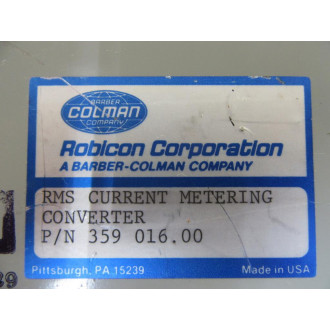 BARBER
COLMAN
COMPANY
Robicon Corporation
A BARBER-COLMAN COMPANY
RMS CURRENT METERING
CONVERTER
P/N 359 016.00
Pittsburgh, PA 15239
Made in USA